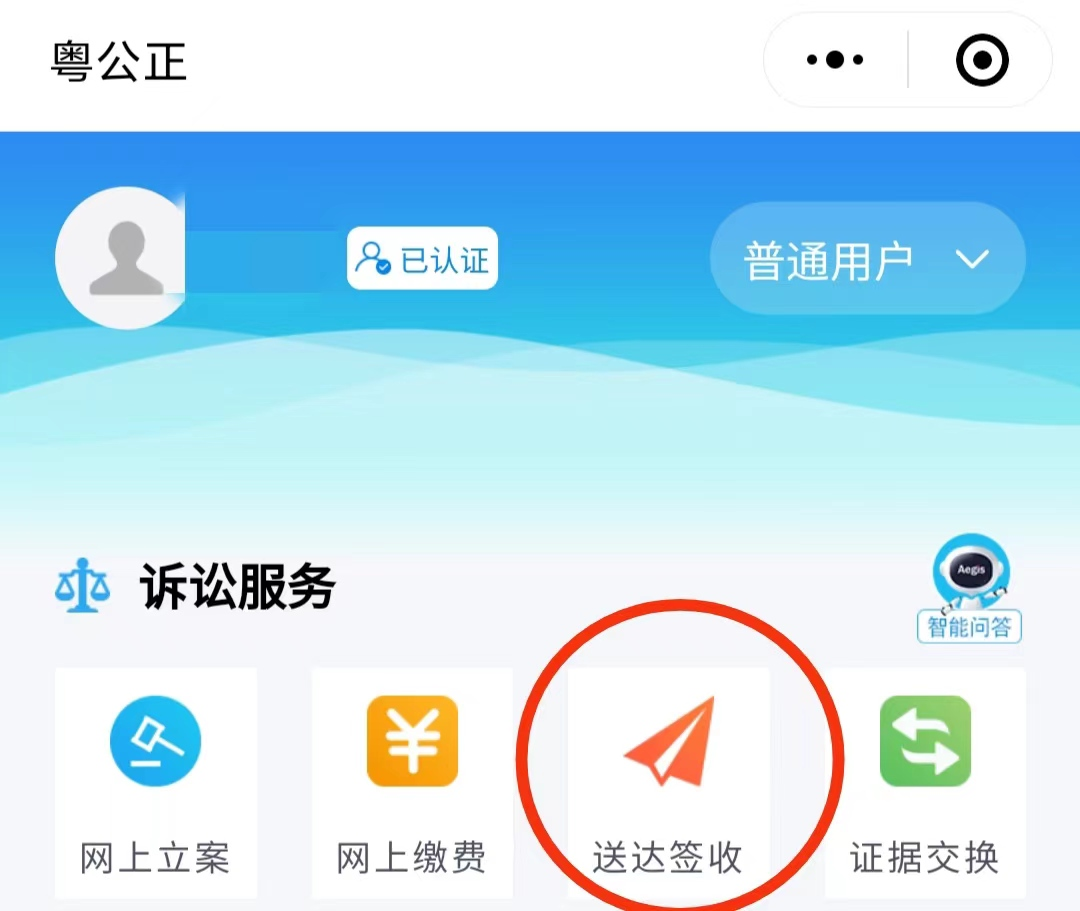 粤公正
已认证
普通用户
诉讼服务
Aegis
智能问答
网上立案
网上缴费
送达签收
证据交换